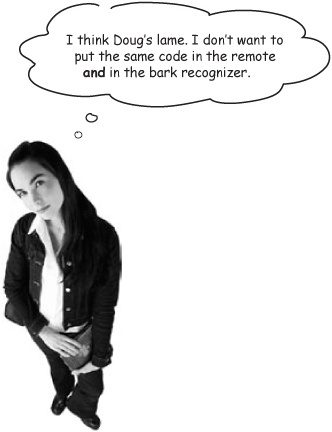 I think Doug's lame. I don't want to
put the same code in the remote
and in the bark recognizer.